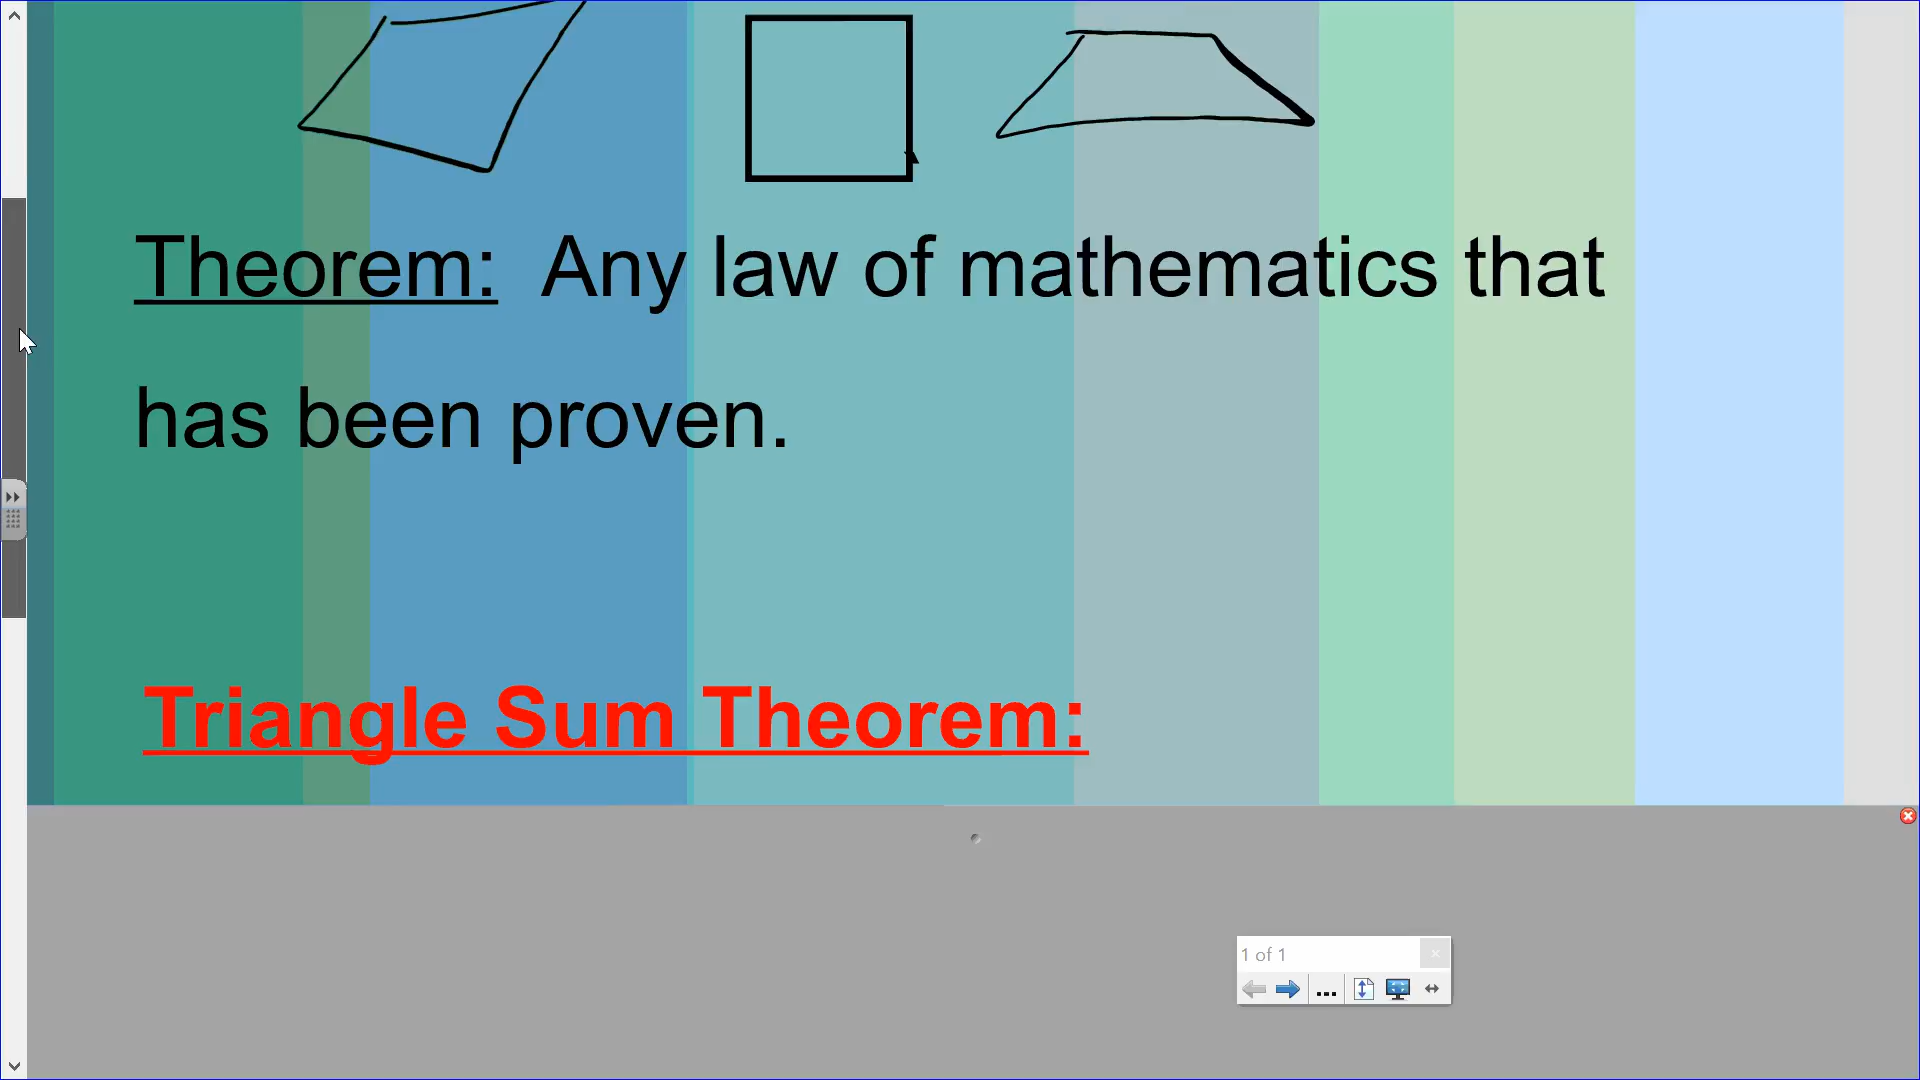 Theorem: Any law of mathematics that
has been proven.
Triangle Sum Theorem:
1 of 1
...